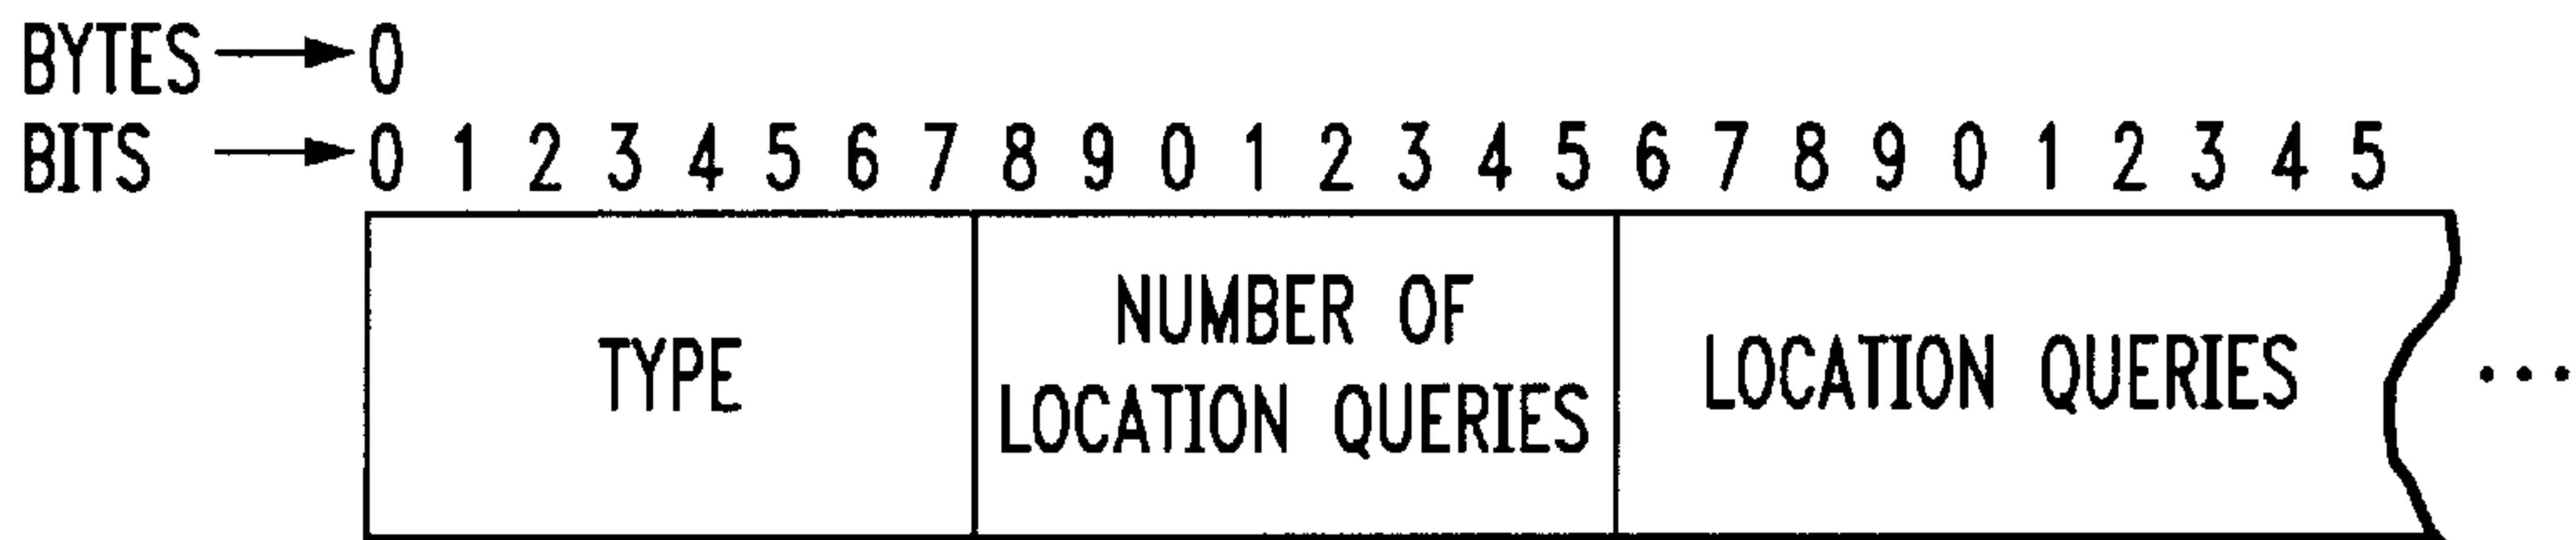 BYTES → 0
BITS → 0 1 2 3 4 5 6 7 8 9 0 1 2 3 4 5 6 7 8 9 0 1 2 3 4 5
TYPE
NUMBER OF
LOCATION QUERIES
LOCATION QUERIES ...